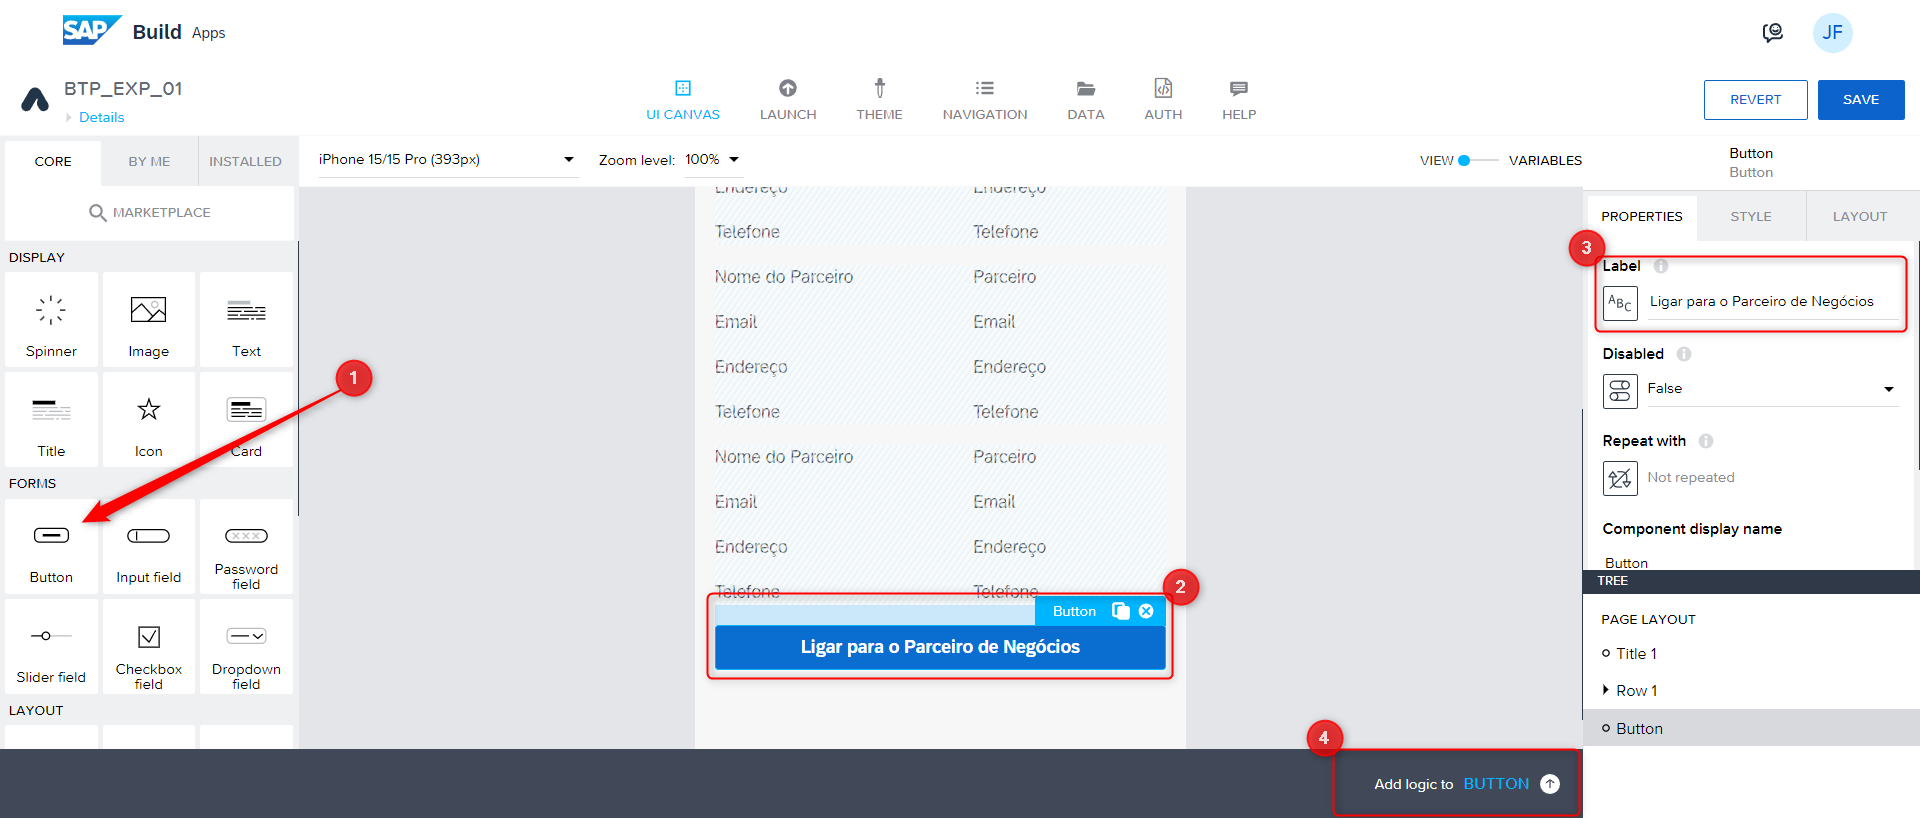 SAP Build Apps
JF
BTP_EXP_01
Details
UI CANVAS
LAUNCH
THEME
NAVIGATION
DATA
AUTH
HELP
REVERT
SAVE
CORE
BY ME
INSTALLED
MARKETPLACE
iPhone 15/15 Pro (393px)
Zoom level: 100%
VIEW
VARIABLES
Button
Button
DISPLAY
Spinner
Image
Text
Title
Icon
Card
FORMS
Button
Input field
Password
field
Slider field
Checkbox
field
Dropdown
field
LAYOUT
1
Endereço Endereço
Telefone Telefone
Nome do Parceiro Parceiro
Email Email
Endereço Endereço
Telefone Telefone
Nome do Parceiro Parceiro
Email Email
Endereço Endereço
Telefone Telefone
2
Button
Ligar para o Parceiro de Negócios
4
Add logic to BUTTON
PROPERTIES
STYLE
LAYOUT
3
Label
ABC
Ligar para o Parceiro de Negócios
Disabled
False
Repeat with
Not repeated
Component display name
Button
TREE
PAGE LAYOUT
Title 1
Row 1
Button